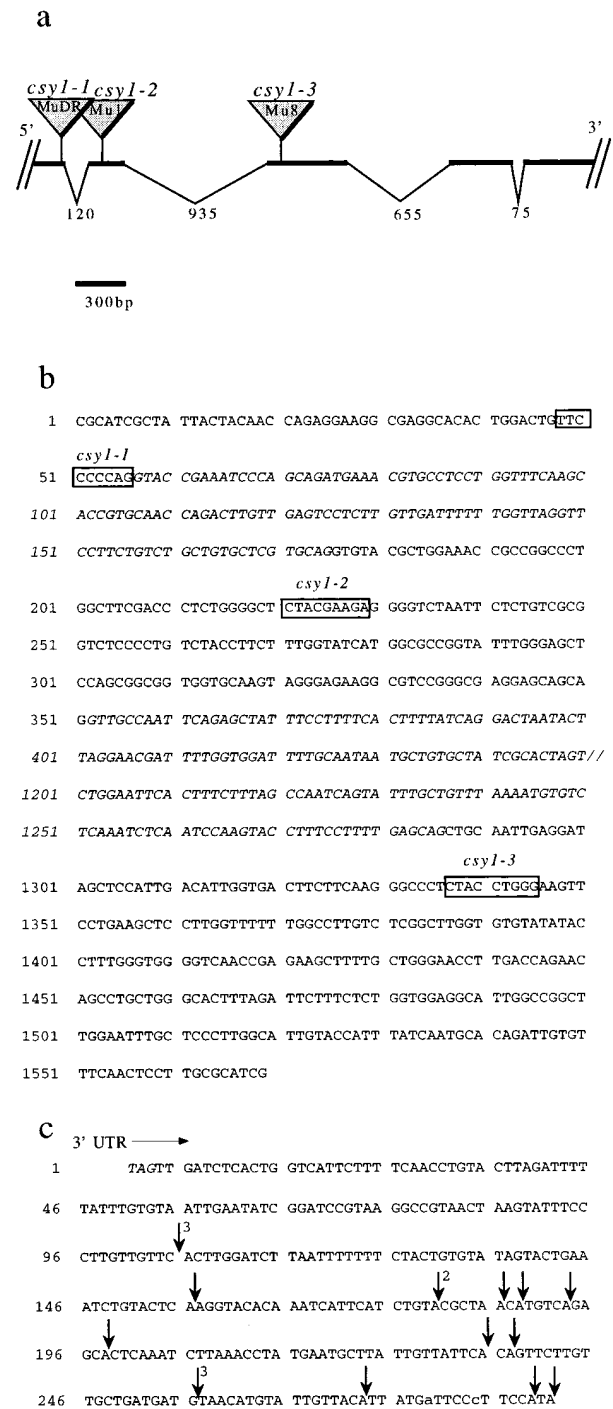 a
csy1-1 csy1-2 csy1-3
MuDR Mu1 Mu8
5' 3'
120 935 655 75
300bp
b
1 CGCATCGCTA TTACTACAAC CAGAGGAAGG CGAGGCACAC TGGACTGTTC
csy1-1
51 CCCCAGGTAC CGAAATCCCA GCAGATGAAA CGTGCCTCCT GGTTTCAAGC
101 ACCGTGCAAC CAGACTTGTT GAGTCCTCTT GTTGATTTTT TGGTTAGGTT
151 CCTTCTGTCT GCTGTGCTCG TGCAGGTGTA CGCTGGAAAC CGCCGGCCCT
csy1-2
201 GGCTTCGACC CTCTGGGGCT CTACGAAGAG GGGTCTAATT CTCTGTCGCG
251 GTCTCCCCTG TCTACCTTCT TTGGTATCAT GGCGCCGGTA TTTGGGAGCT
301 CCAGCGGCGG TGGTGCAAGT AGGGAGAAGG CGTCCGGGCG AGGAGCAGCA
351 GGTTGCCAAT TCAGAGCTAT TTCCTTTTCA CTTTTATCAG GACTAATACT
401 TAGGAACGAT TTTGGTGGAT TTTGCAATAA TGCTGTGCTA TCGCACTAGT//
1201 CTGGAATTCA CTTTCTTTAG CCAATCAGTA TTTGCTGTTT AAAATGTGTC
1251 TCAAATCTCA ATCCAAGTAC CTTTCCTTTT GAGCAGCTGC AATTGAGGAT
csy1-3
1301 AGCTCCATTG ACATTGGTGA CTTCTTCAAG GGCCCTCTAC CTGGGAAGTT
1351 CCTGAAGCTC CTTGGTTTTT TGGCCTTGTC TCGGCTTGGT GTGTATATAC
1401 CTTTGGGTGG GGTCAACCGA GAAGCTTTTG CTGGGAACCT TGACCAGAAC
1451 AGCCTGCTGG GCACTTTAGA TTCTTTCTCT GGTGGAGGCA TTGGCCGGCT
1501 TGGAATTTGC TCCCTTGGCA TTGTACCATT TATCAATGCA CAGATTGTGT
1551 TTCAACTCCT TGCGCATCG
c 3' UTR
1 TAGTT GATCTCACTG GTCATTCTTT TCAACCTGTA CTTAGATTTT
46 TATTTGTGTA ATTGAATATC GGATCCGTAA GGCCGTAACT AAGTATTTCC
3
96 CTTGTTGTTC ACTTGGATCT TAATTTTTTT CTACTGTGTA TAGTACTGAA
2
146 ATCTGTACTC AAGGTACACA AATCATTCAT CTGTACGCTA ACATGTCAGA
196 GCACTCAAAT CTTAAACCTA TGAATGCTTA TTGTTATTCA CAGTTCTTGT
3
246 TGCTGATGAT GTAACATGTA TTGTTACATT ATGaTTCCcT TCCATA